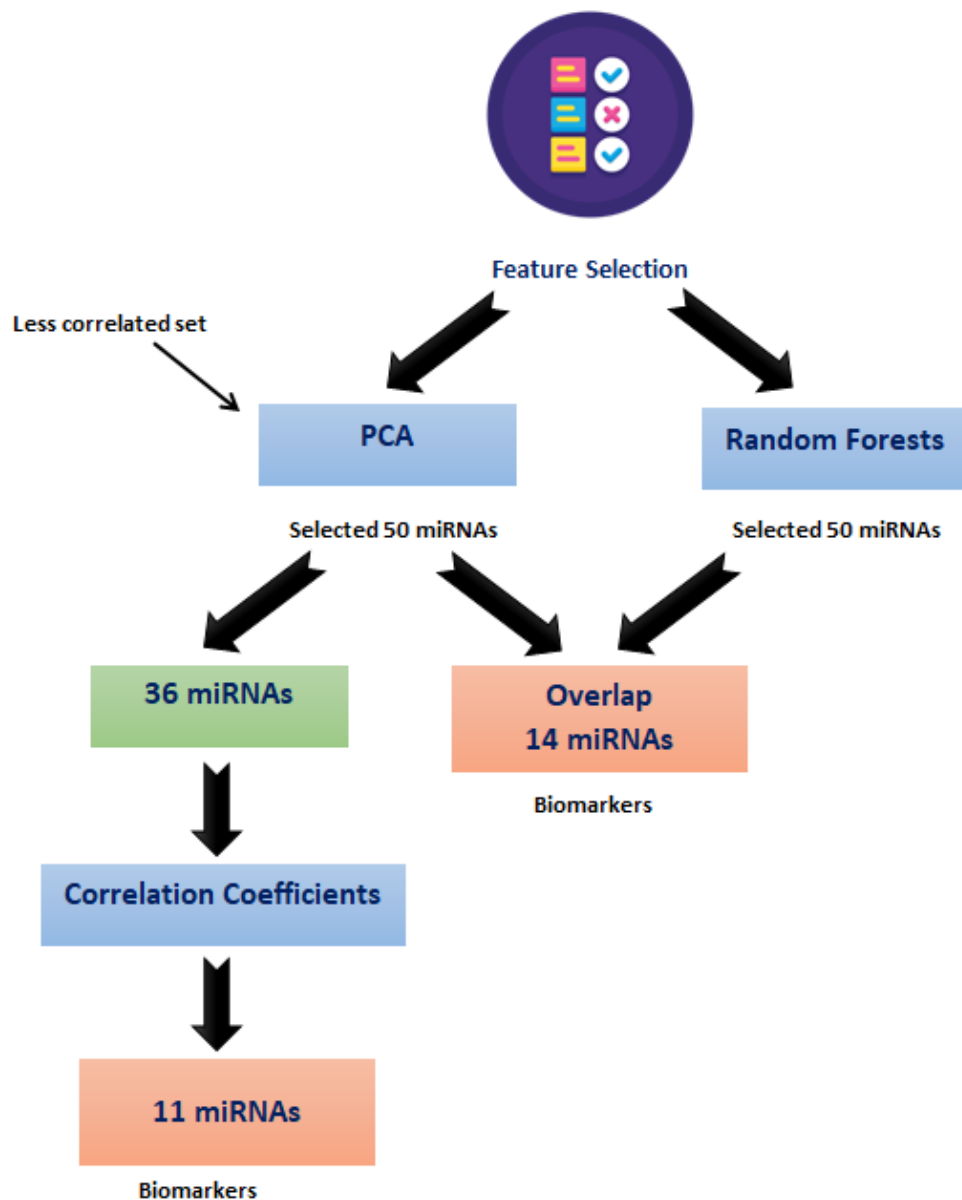 Feature Selection
Less correlated set
PCA
Random Forests
Selected 50 miRNAs
Selected 50 miRNAs
36 miRNAs
Overlap
14 miRNAs
Biomarkers
Correlation Coefficients
11 miRNAs
Biomarkers